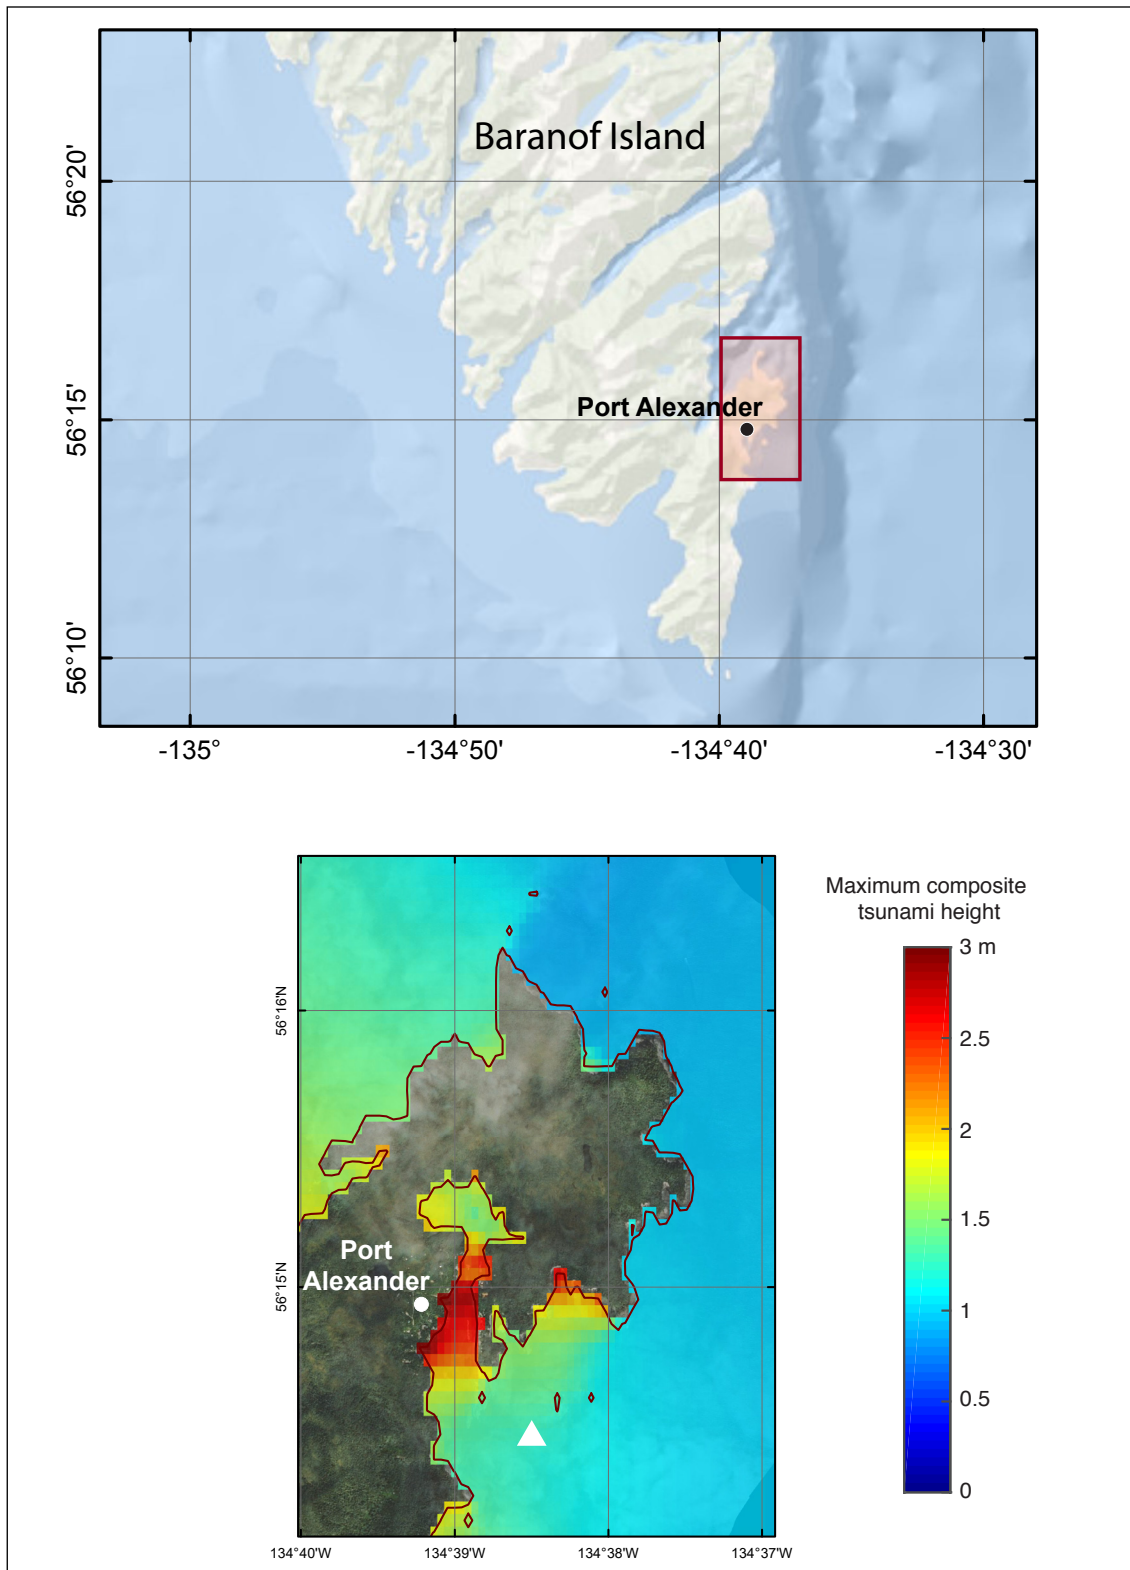 Baranof Island
56°20'
56°15'
Port Alexander
56°10'
-135°
-134°50'
-134°40'
-134°30'
Maximum composite
tsunami height
3 m
2
1.5
1
0.5
0
56°16'N
56°15'N
Port
Alexander
134°40'W
134°39'W
134°38'W
134°37'W